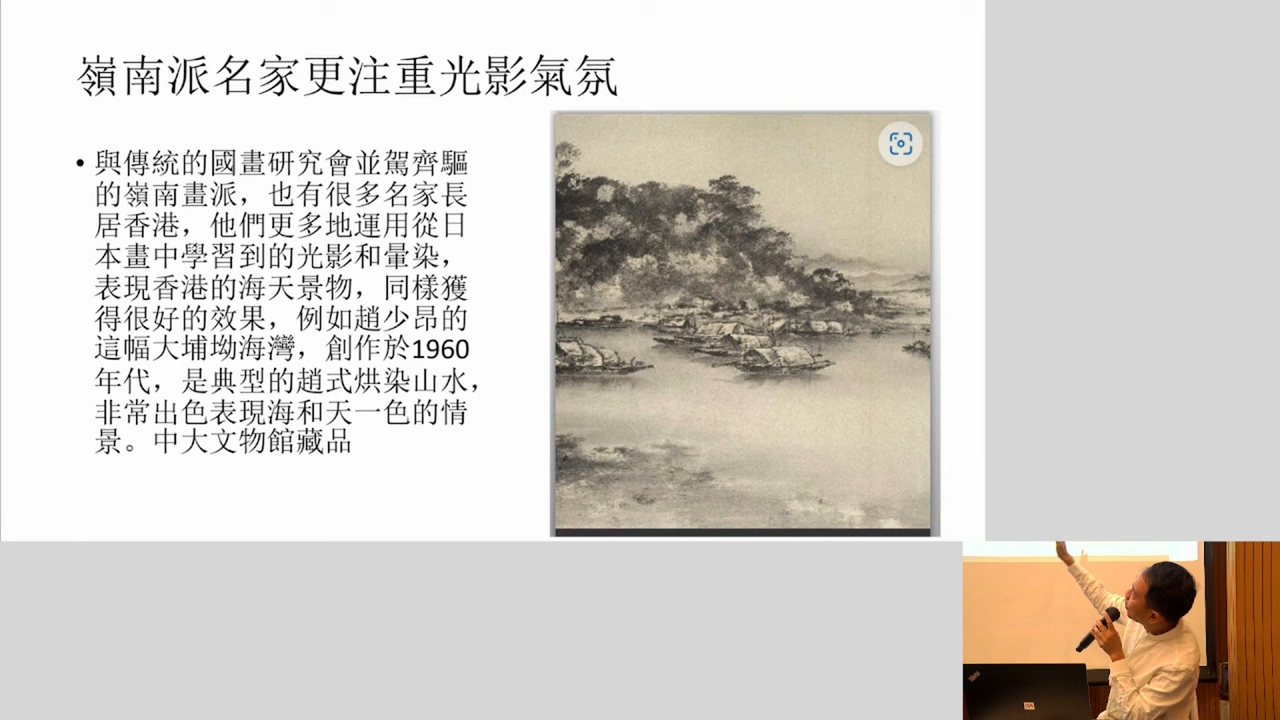 嶺南派名家更注重光影氣氛
• 與傳統的國畫研究會並駕齊驅
的嶺南畫派，也有很多名家長
居香港，他們更多地運用從日
本畫中學習到的光影和暈染，
表現香港的海天景物，同樣獲
得很好的效果，例如趙少昂的
這幅大埔坳海灣，創作於1960
年代，是典型的趙式烘染山水，
非常出色表現海和天一色的情
景。中大文物館藏品